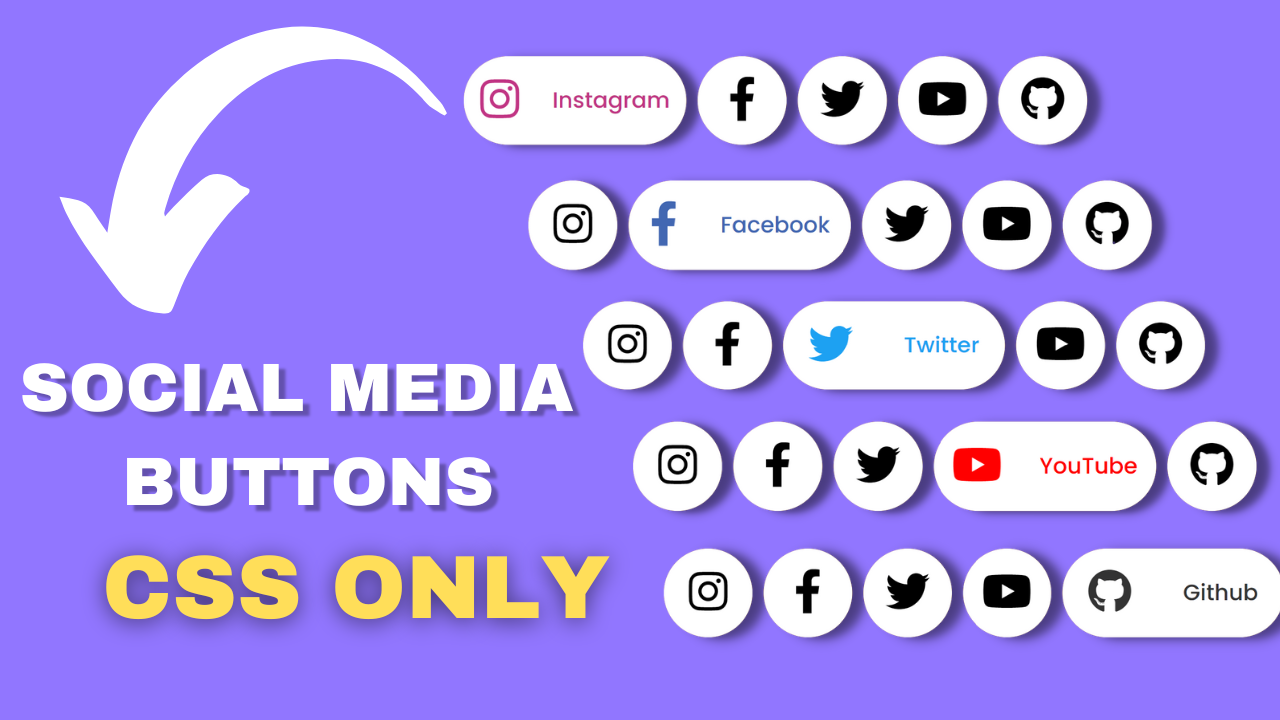 Instagram
Facebook
Twitter
SOCIAL MEDIA
BUTTONS
YouTube
CSS ONLY
Github